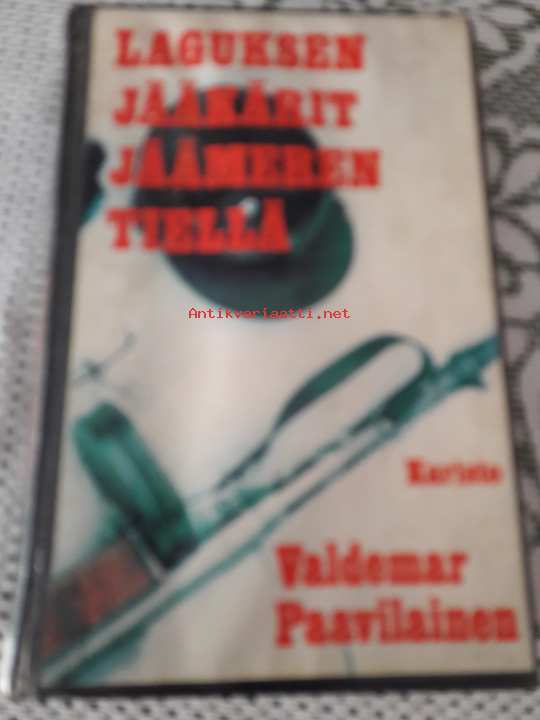 LAGUKSEN
JÄÄKÄRIT
JÄÄMEREN
TIELLÄ
Antikvariaatti.net
Karisto
Valdemar
Paavilainen